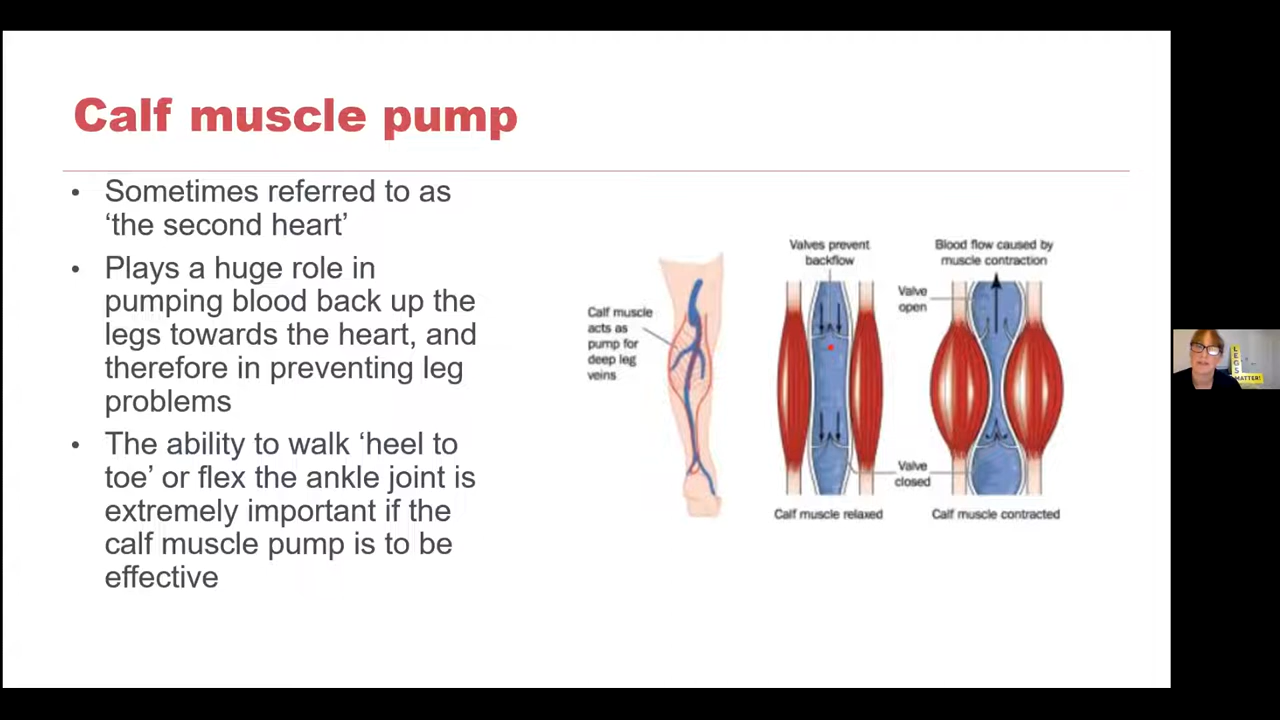 Calf muscle pump
• Sometimes referred to as
‘the second heart’
• Plays a huge role in
pumping blood back up the
legs towards the heart, and
therefore in preventing leg
problems
• The ability to walk ‘heel to
toe’ or flex the ankle joint is
extremely important if the
calf muscle pump is to be
effective
Calf muscle
acts as
pump for
deep leg
veins
Valves prevent
backflow
Blood flow caused by
muscle contraction
Valve
open
Valve
closed
Calf muscle relaxed
Calf muscle contracted
LEGS
MATTER!